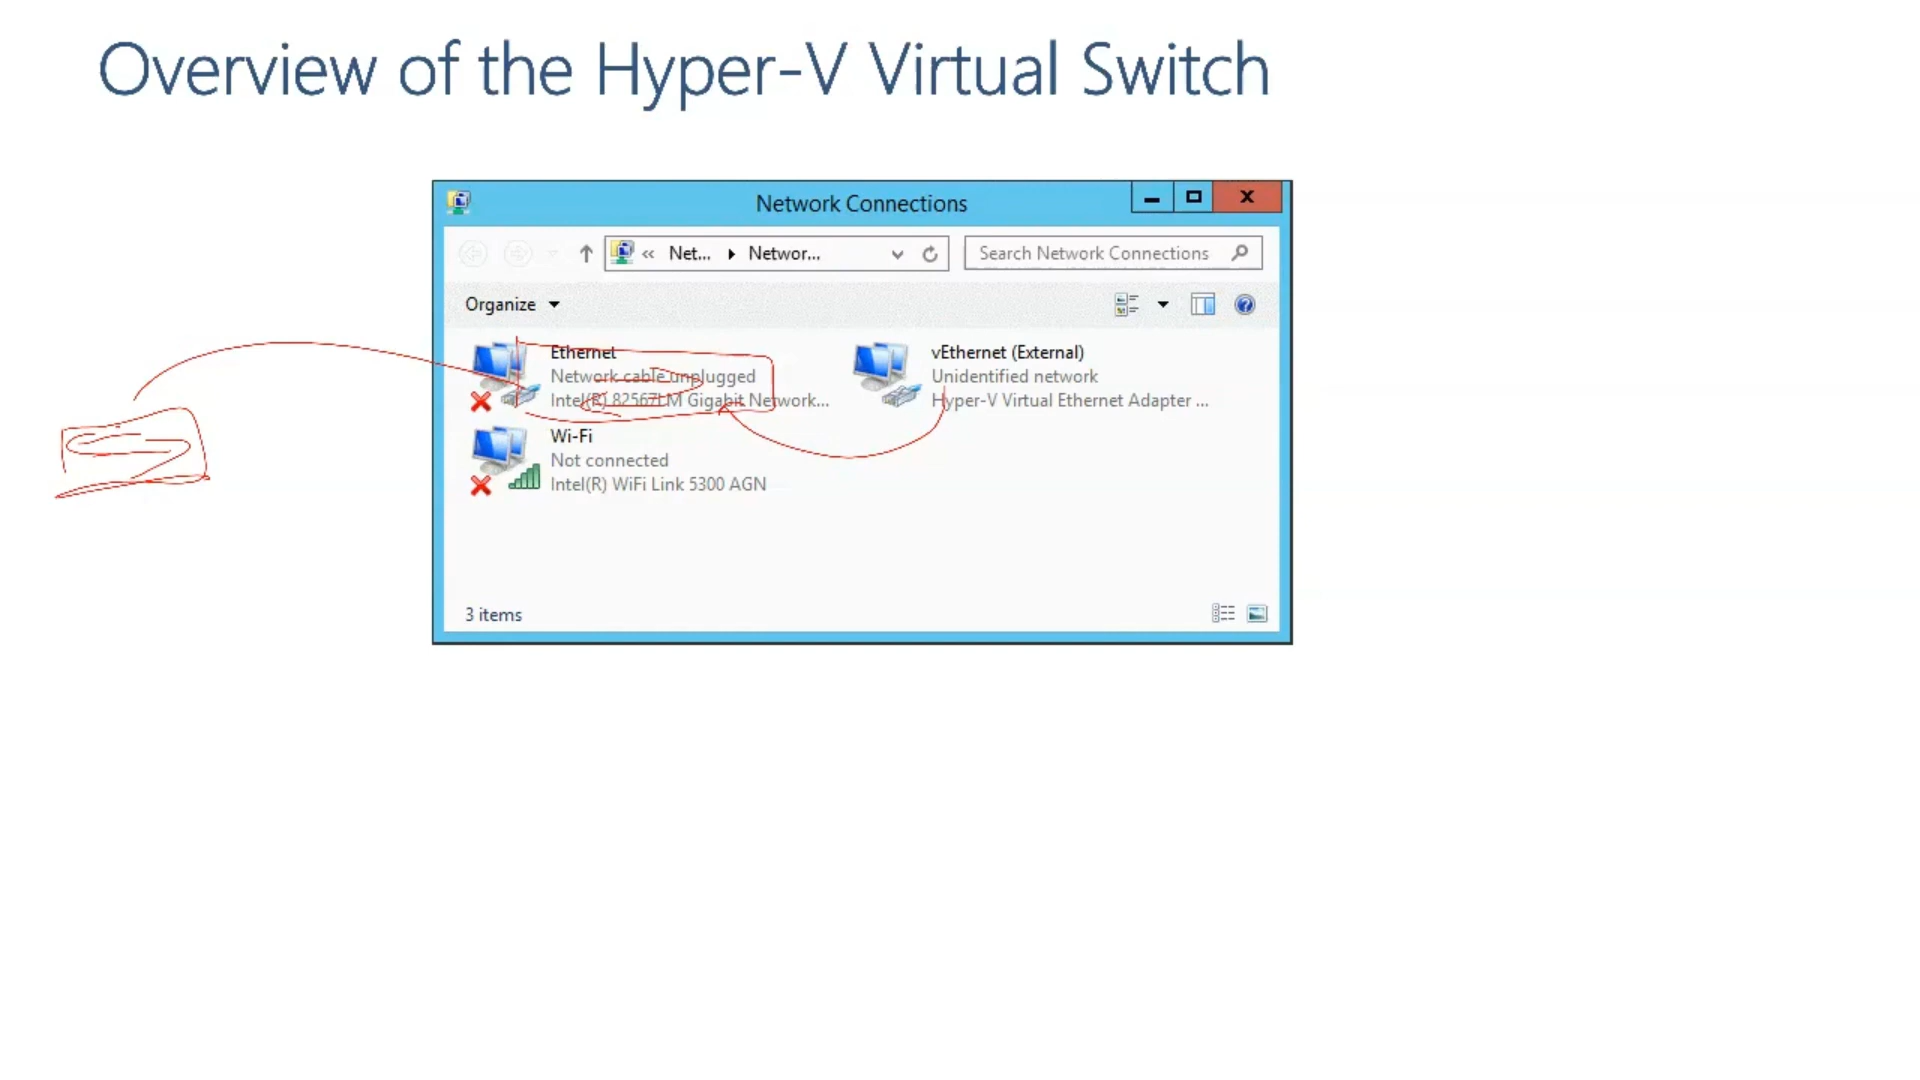 Overview of the Hyper-V Virtual Switch
Network Connections
« Net... Networ...
Search Network Connections
Organize
Ethernet
Network cable unplugged
Intel(R) 82567LM Gigabit Network...
vEthernet (External)
Unidentified network
Hyper-V Virtual Ethernet Adapter ...
Wi-Fi
Not connected
Intel(R) WiFi Link 5300 AGN
3 items